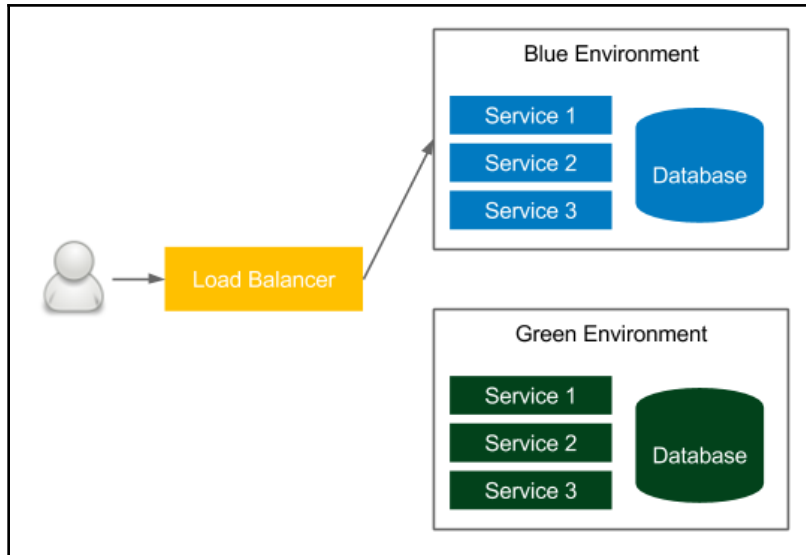 Blue Environment
Service 1
Service 2
Service 3
Database
Load Balancer
Green Environment
Service 1
Service 2
Service 3
Database